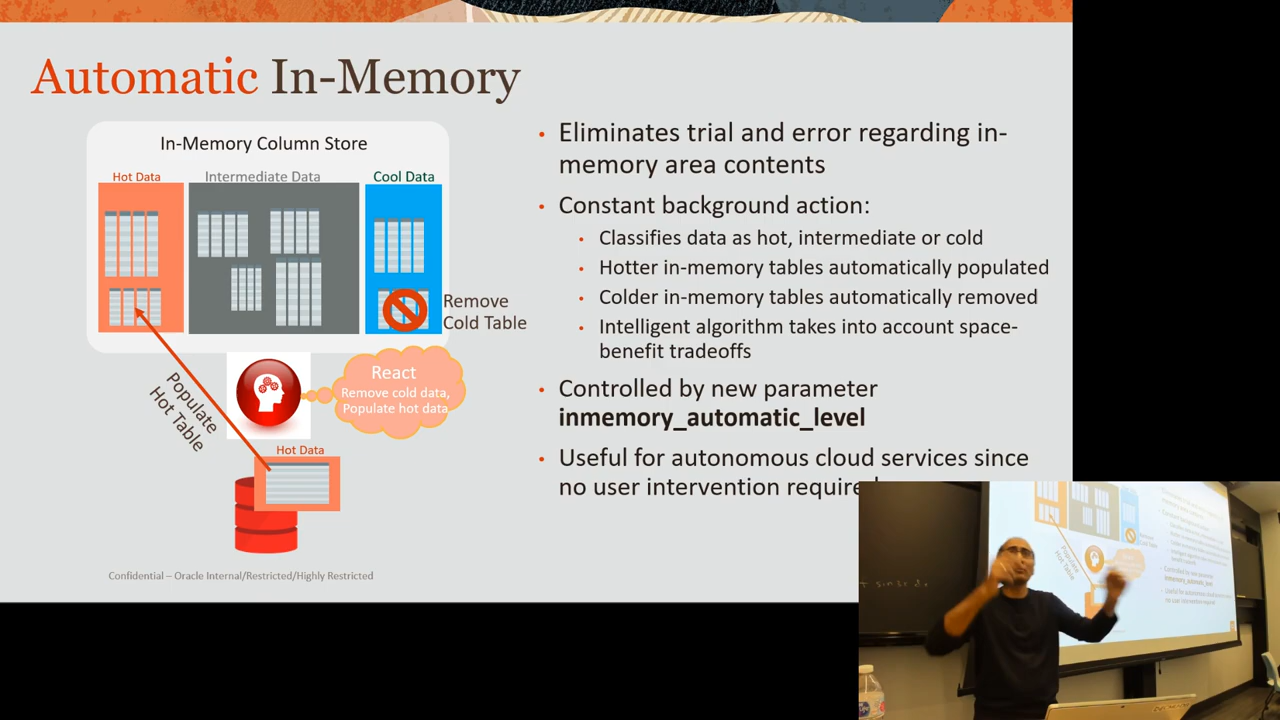 Automatic In-Memory
In-Memory Column Store
Hot Data
Intermediate Data
Cool Data
Remove
Cold Table
Populate
Hot Table
React
Remove cold data,
Populate hot data
Hot Data
Confidential – Oracle Internal/Restricted/Highly Restricted
• Eliminates trial and error regarding in-
memory area contents
• Constant background action:
• Classifies data as hot, intermediate or cold
• Hotter in-memory tables automatically populated
• Colder in-memory tables automatically removed
• Intelligent algorithm takes into account space-
benefit tradeoffs
• Controlled by new parameter
inmemory_automatic_level
• Useful for autonomous cloud services since
no user intervention require
Populate
Hot Table